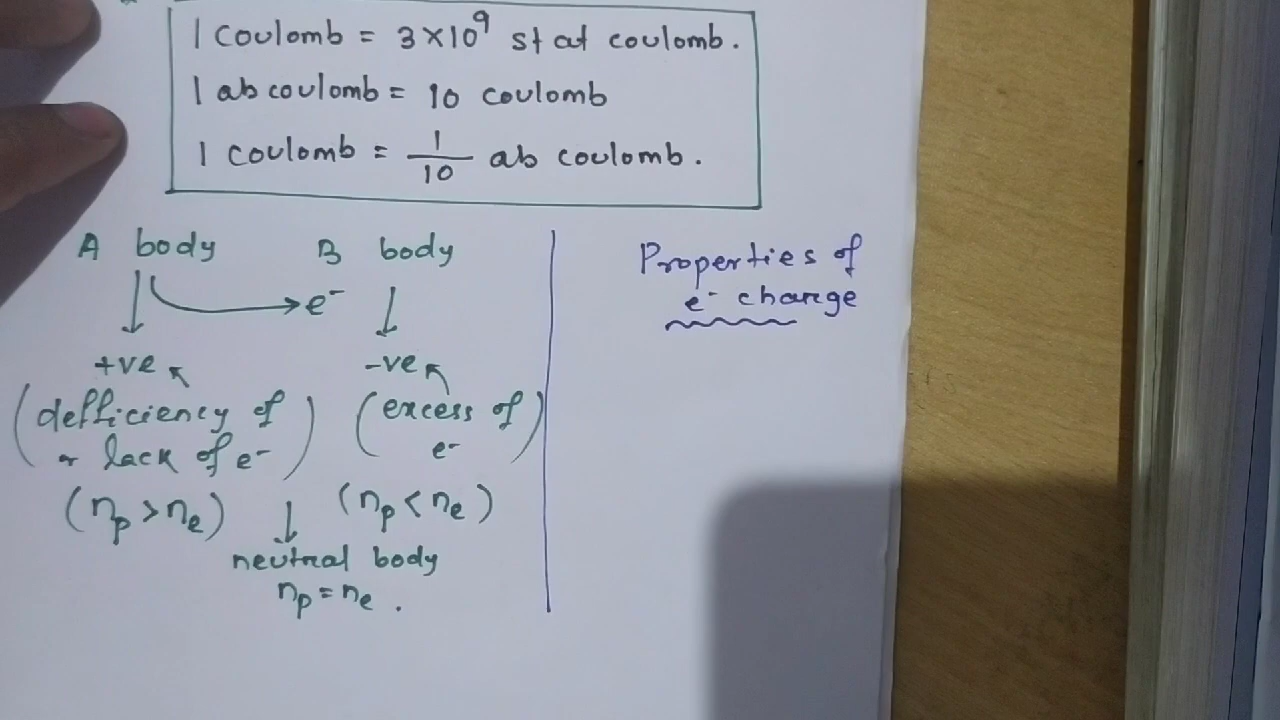 1 Coulomb = 3×10⁹ stat coulomb.
1 ab coulomb = 10 coulomb
1 coulomb = 1/10 ab coulomb.
A body B body
e⁻
+ve -ve
(defficiency of (excess of
or lack of e⁻) e⁻)
(np > ne) (np < ne)
neutral body
np = ne .
Properties of
e⁻ charge